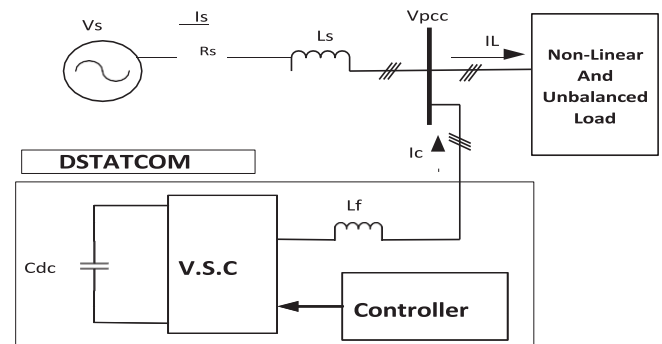 Vs
Is
Rs
Ls
Vpcc
IL
Non-Linear
And
Unbalanced
Load
Ic
DSTATCOM
Lf
Cdc
V.S.C
Controller